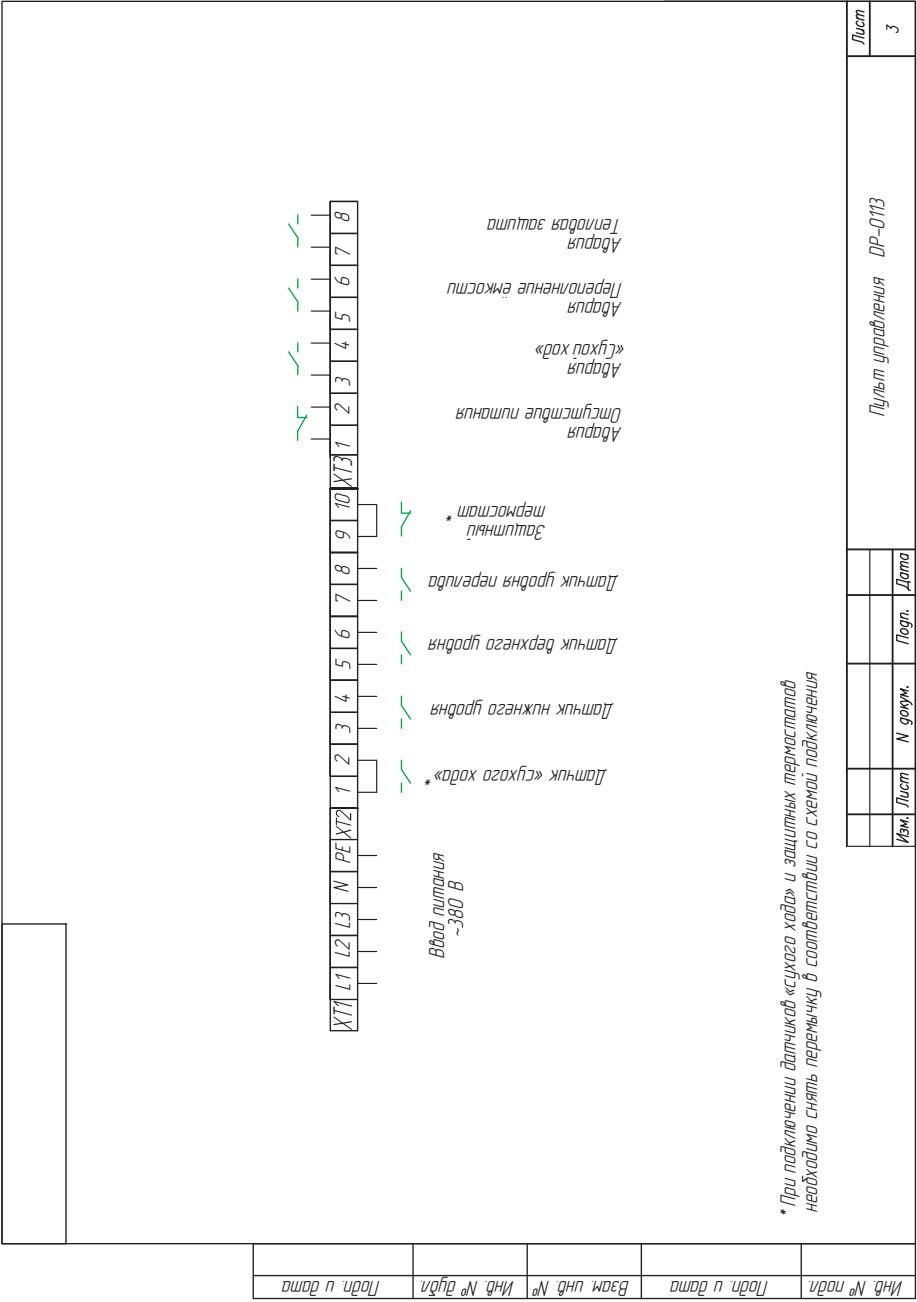 XT1 L1 L2 L3 N PE XT2 1 2 3 4 5 6 7 8 9 10 XT3 1 2 3 4 5 6 7 8
Ввод питания
~380 В
Датчик «сухого хода» *
Датчик нижнего уровня
Датчик верхнего уровня
Датчик уровня перелива
Защитный
термостат *
Авария
Отсутствие питания
Авария
«Сухой ход»
Авария
Переполнение ёмкости
Авария
Тепловая защита
* При подключении датчиков «сухого хода» и защитных термостатов
необходимо снять перемычку в соответствии со схемой подключения
Изм. Лист N докум. Подп. Дата
Пульт управления DP-0113
Лист
3
Инв. № подл.
Подп. и дата
Взам. инв. №
Инв. № дубл.
Подп. и дата